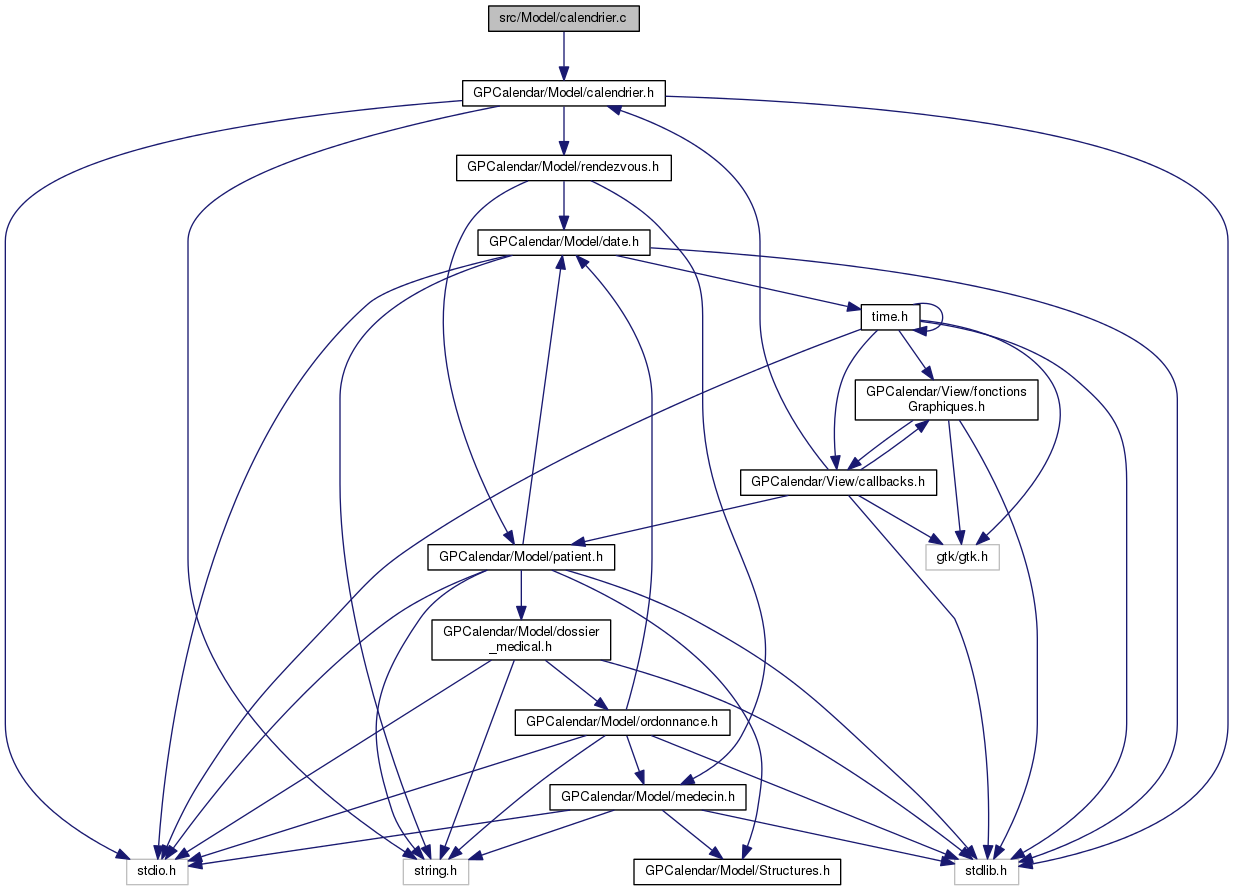 src/Model/calendrier.c
GPCalendar/Model/calendrier.h
GPCalendar/Model/rendezvous.h
GPCalendar/Model/date.h
time.h
GPCalendar/View/fonctions
Graphiques.h
GPCalendar/View/callbacks.h
GPCalendar/Model/patient.h
gtk/gtk.h
GPCalendar/Model/dossier
_medical.h
GPCalendar/Model/ordonnance.h
GPCalendar/Model/medecin.h
stdio.h
string.h
GPCalendar/Model/Structures.h
stdlib.h